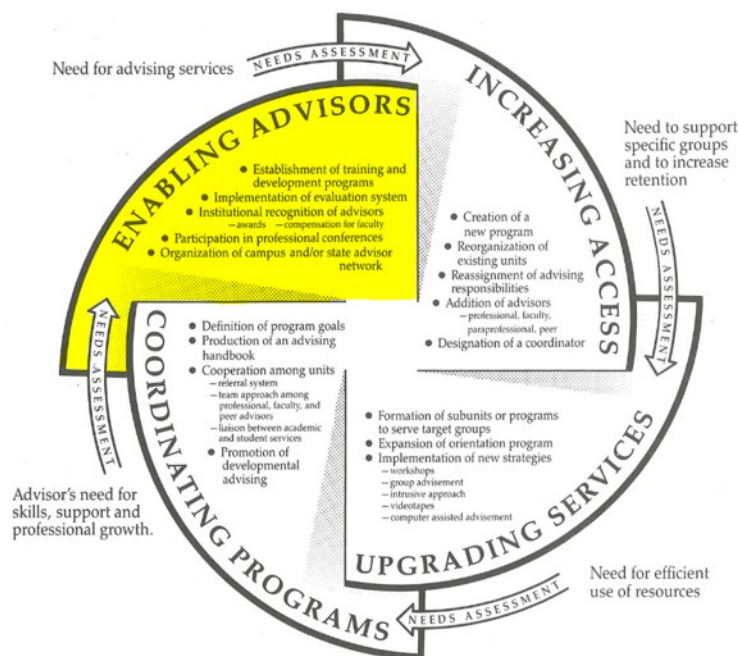 Need for advising services
NEEDS ASSESSMENT
ENABLING ADVISORS
● Establishment of training and
development programs
● Implementation of evaluation system
● Institutional recognition of advisors
—awards —compensation for faculty
● Participation in professional conferences
● Organization of campus and/or state advisor
network
INCREASING ACCESS
● Creation of a
new program
● Reorganization of
existing units
● Reassignment of advising
responsibilities
● Addition of advisors
—professional, faculty,
paraprofessional, peer
● Designation of a coordinator
Need to support
specific groups
and to increase
retention
NEEDS ASSESSMENT
UPGRADING SERVICES
● Formation of subunits or programs
to serve target groups
● Expansion of orientation program
● Implementation of new strategies
—workshops
—group advisement
—intrusive approach
—videotapes
—computer assisted advisement
Need for efficient
use of resources
NEEDS ASSESSMENT
COORDINATING PROGRAMS
● Definition of program goals
● Production of an advising
handbook
● Cooperation among units
—referral system
—team approach among
professional, faculty, and
peer advisors
—liaison between academic
and student services
● Promotion of
developmental
advising
Advisor's need for
skills, support and
professional growth.
NEEDS ASSESSMENT